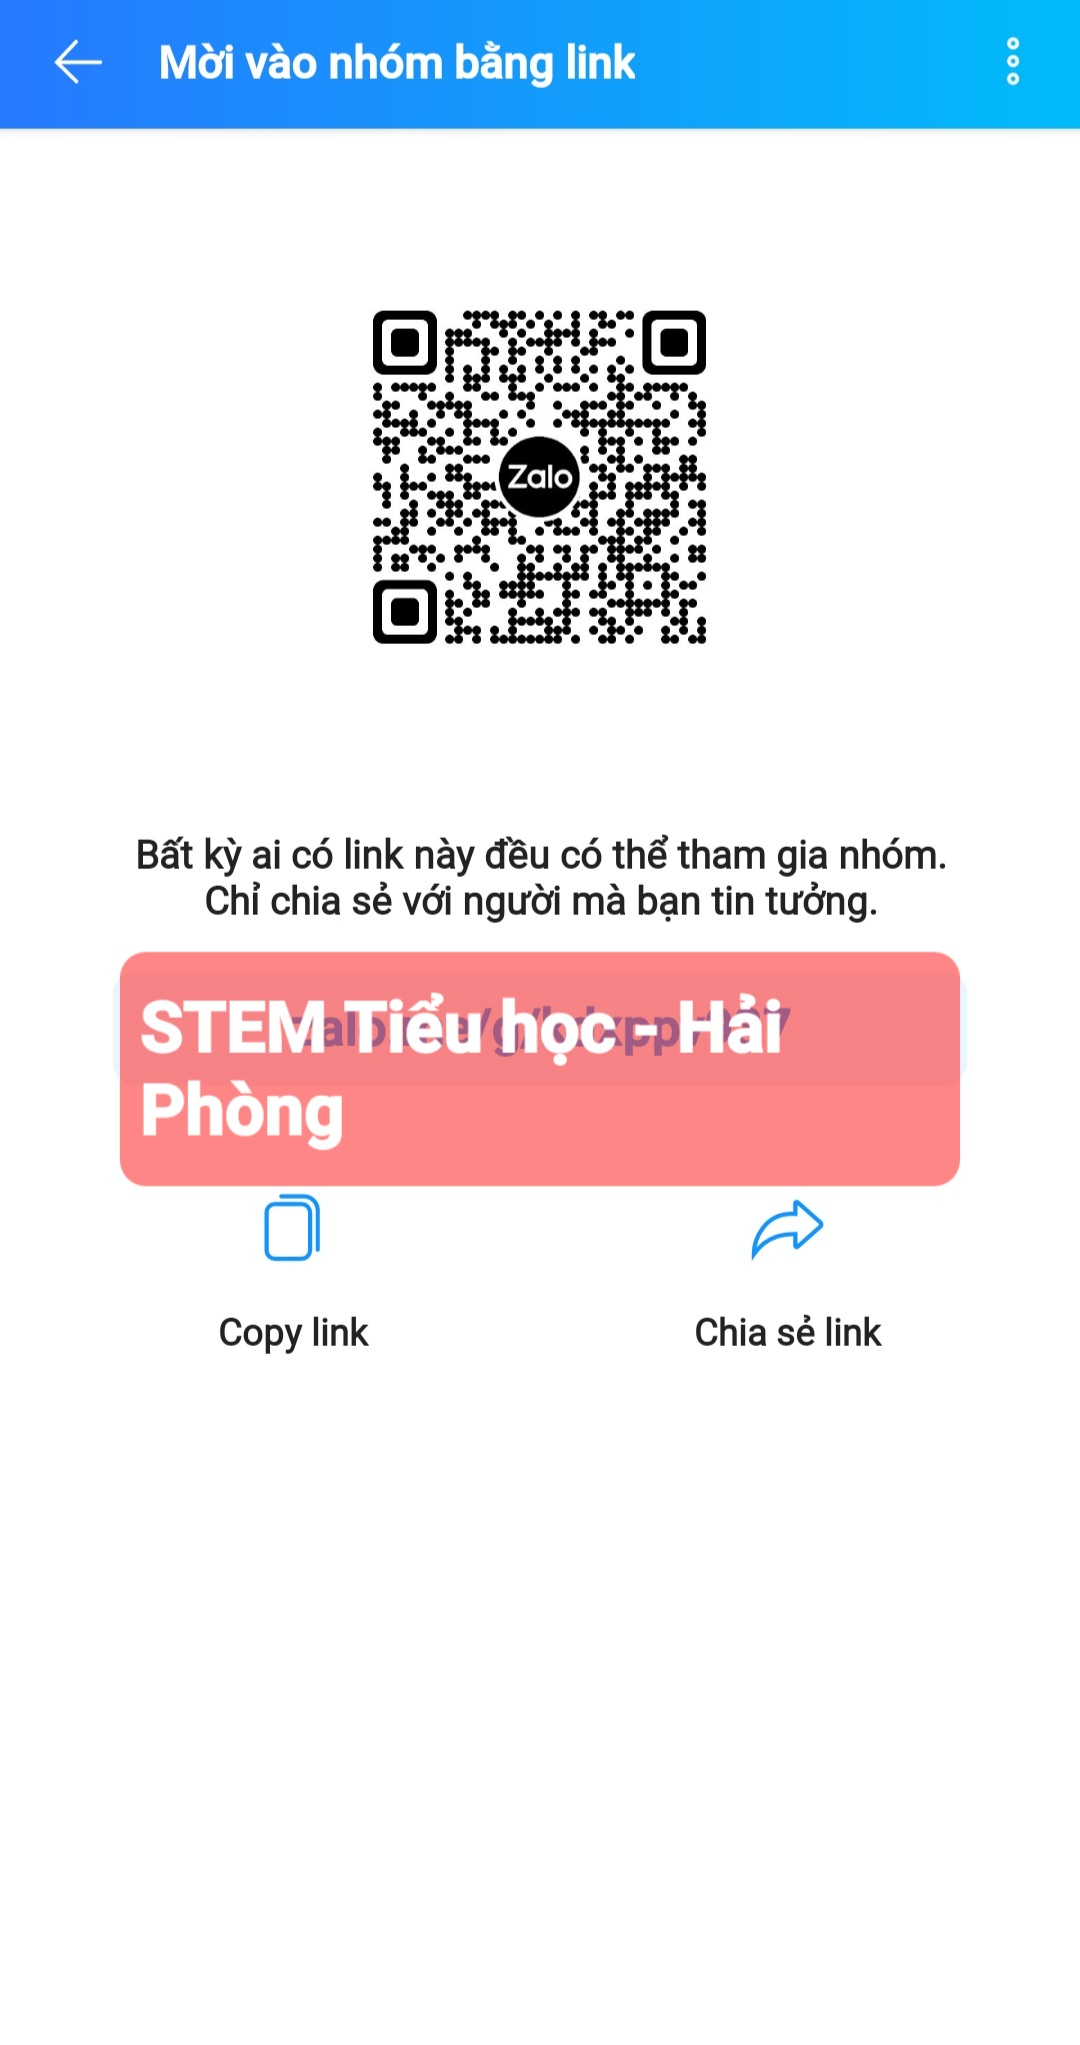 Mời vào nhóm bằng link
Zalo
Bất kỳ ai có link này đều có thể tham gia nhóm.
Chỉ chia sẻ với người mà bạn tin tưởng.
STEM Tiểu học - Hải
Phòng
Copy link
Chia sẻ link